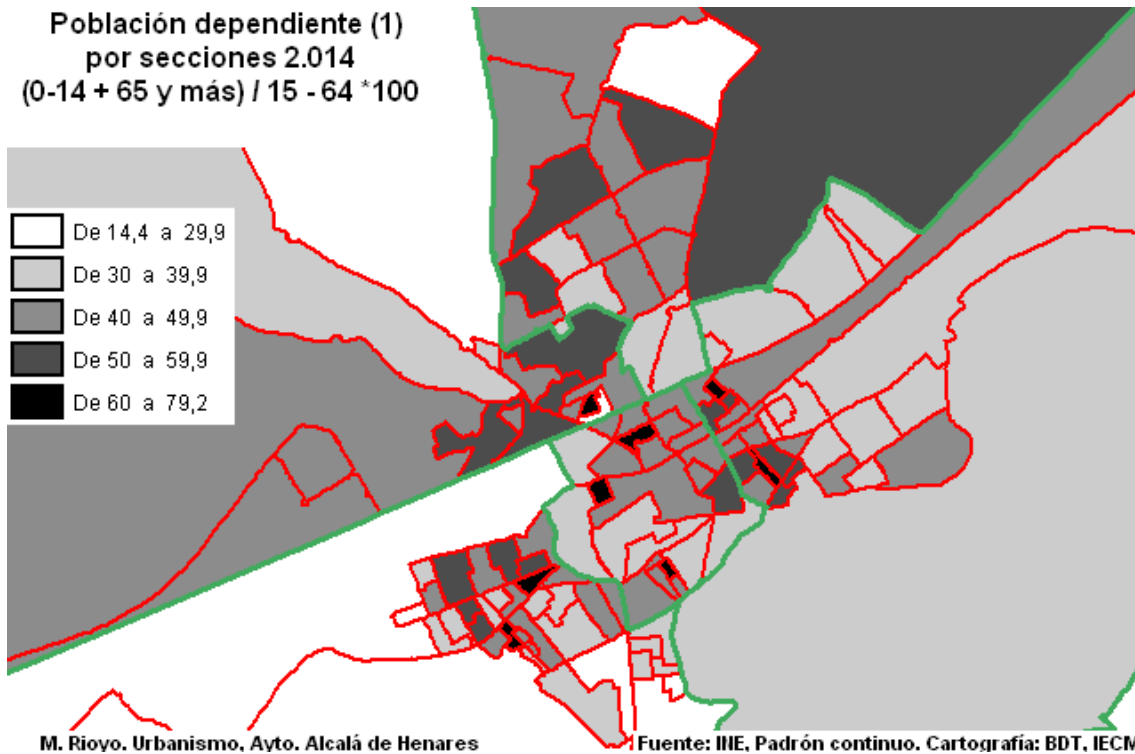 Población dependiente (1)
por secciones 2.014
(0-14 + 65 y más) / 15 - 64 *100
De 14,4 a 29,9
De 30 a 39,9
De 40 a 49,9
De 50 a 59,9
De 60 a 79,2
M. Rioyo. Urbanismo, Ayto. Alcalá de Henares
Fuente: INE, Padrón continuo. Cartografía: BDT, IECM